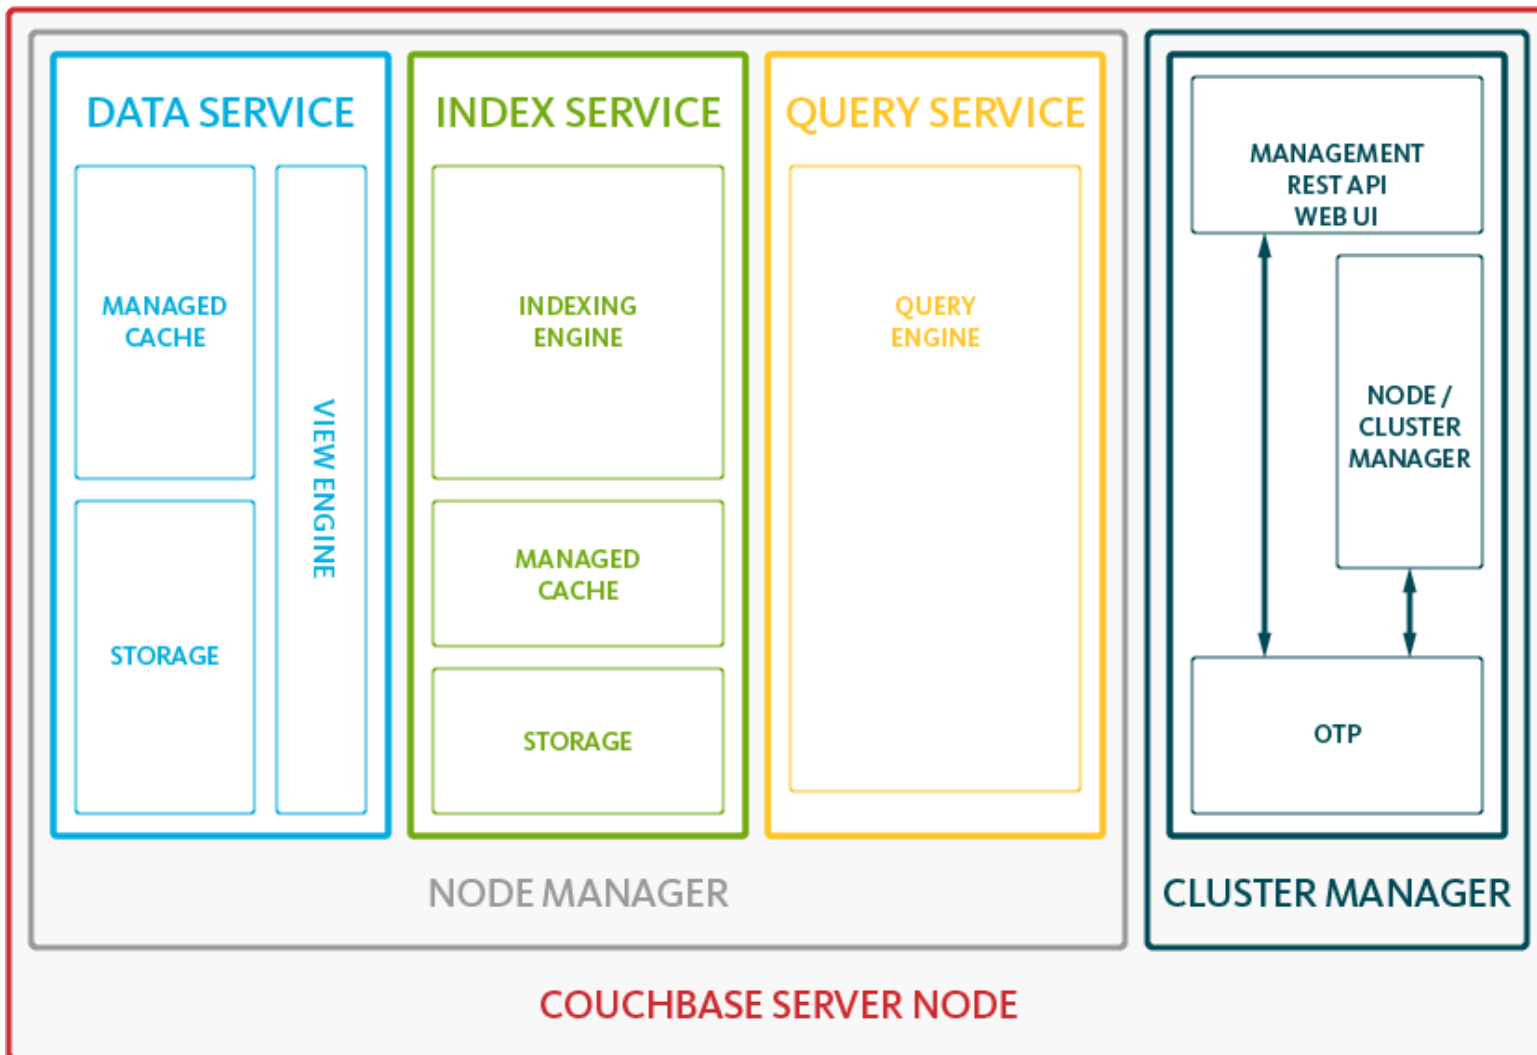 DATA SERVICE
MANAGED
CACHE
STORAGE
VIEW ENGINE
INDEX SERVICE
INDEXING
ENGINE
MANAGED
CACHE
STORAGE
QUERY SERVICE
QUERY
ENGINE
NODE MANAGER
MANAGEMENT
REST API
WEB UI
NODE /
CLUSTER
MANAGER
OTP
CLUSTER MANAGER
COUCHBASE SERVER NODE